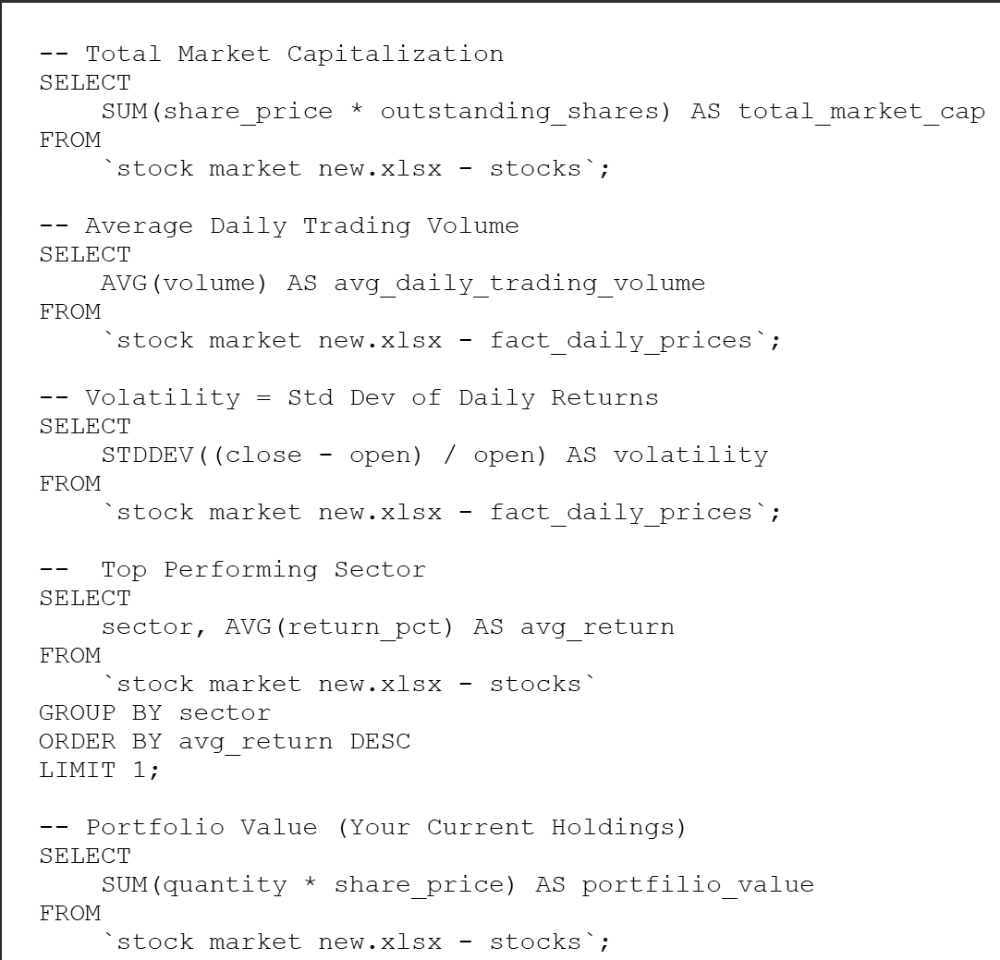 -- Total Market Capitalization
SELECT
    SUM(share_price * outstanding_shares) AS total_market_cap
FROM
    `stock market new.xlsx - stocks`;

-- Average Daily Trading Volume
SELECT
    AVG(volume) AS avg_daily_trading_volume
FROM
    `stock market new.xlsx - fact_daily_prices`;

-- Volatility = Std Dev of Daily Returns
SELECT
    STDDEV((close - open) / open) AS volatility
FROM
    `stock market new.xlsx - fact_daily_prices`;

--  Top Performing Sector
SELECT
    sector, AVG(return_pct) AS avg_return
FROM
    `stock market new.xlsx - stocks`
GROUP BY sector
ORDER BY avg_return DESC
LIMIT 1;

-- Portfolio Value (Your Current Holdings)
SELECT
    SUM(quantity * share_price) AS portfilio_value
FROM
    `stock market new.xlsx - stocks`;